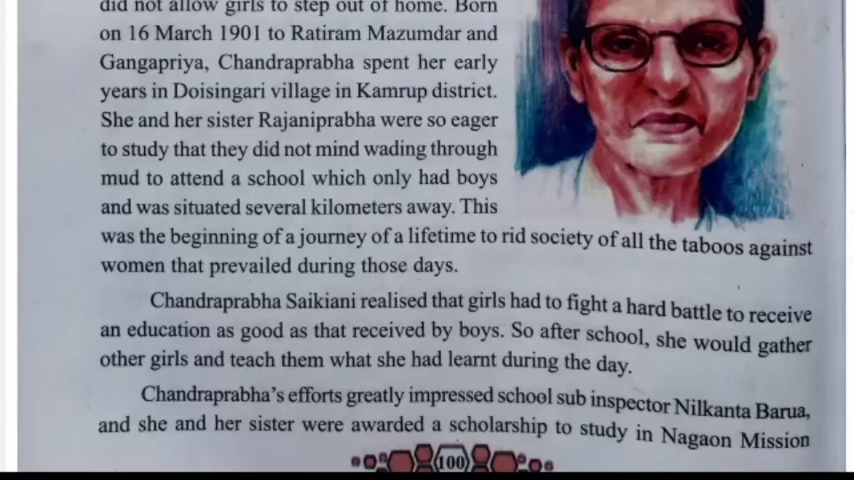 did not allow girls to step out of home. Born
on 16 March 1901 to Ratiram Mazumdar and
Gangapriya, Chandraprabha spent her early
years in Doisingari village in Kamrup district.
She and her sister Rajaniprabha were so eager
to study that they did not mind wading through
mud to attend a school which only had boys
and was situated several kilometers away. This
was the beginning of a journey of a lifetime to rid society of all the taboos against
women that prevailed during those days.
Chandraprabha Saikiani realised that girls had to fight a hard battle to receive
an education as good as that received by boys. So after school, she would gather
other girls and teach them what she had learnt during the day.
Chandraprabha's efforts greatly impressed school sub inspector Nilkanta Barua,
and she and her sister were awarded a scholarship to study in Nagaon Mission
100